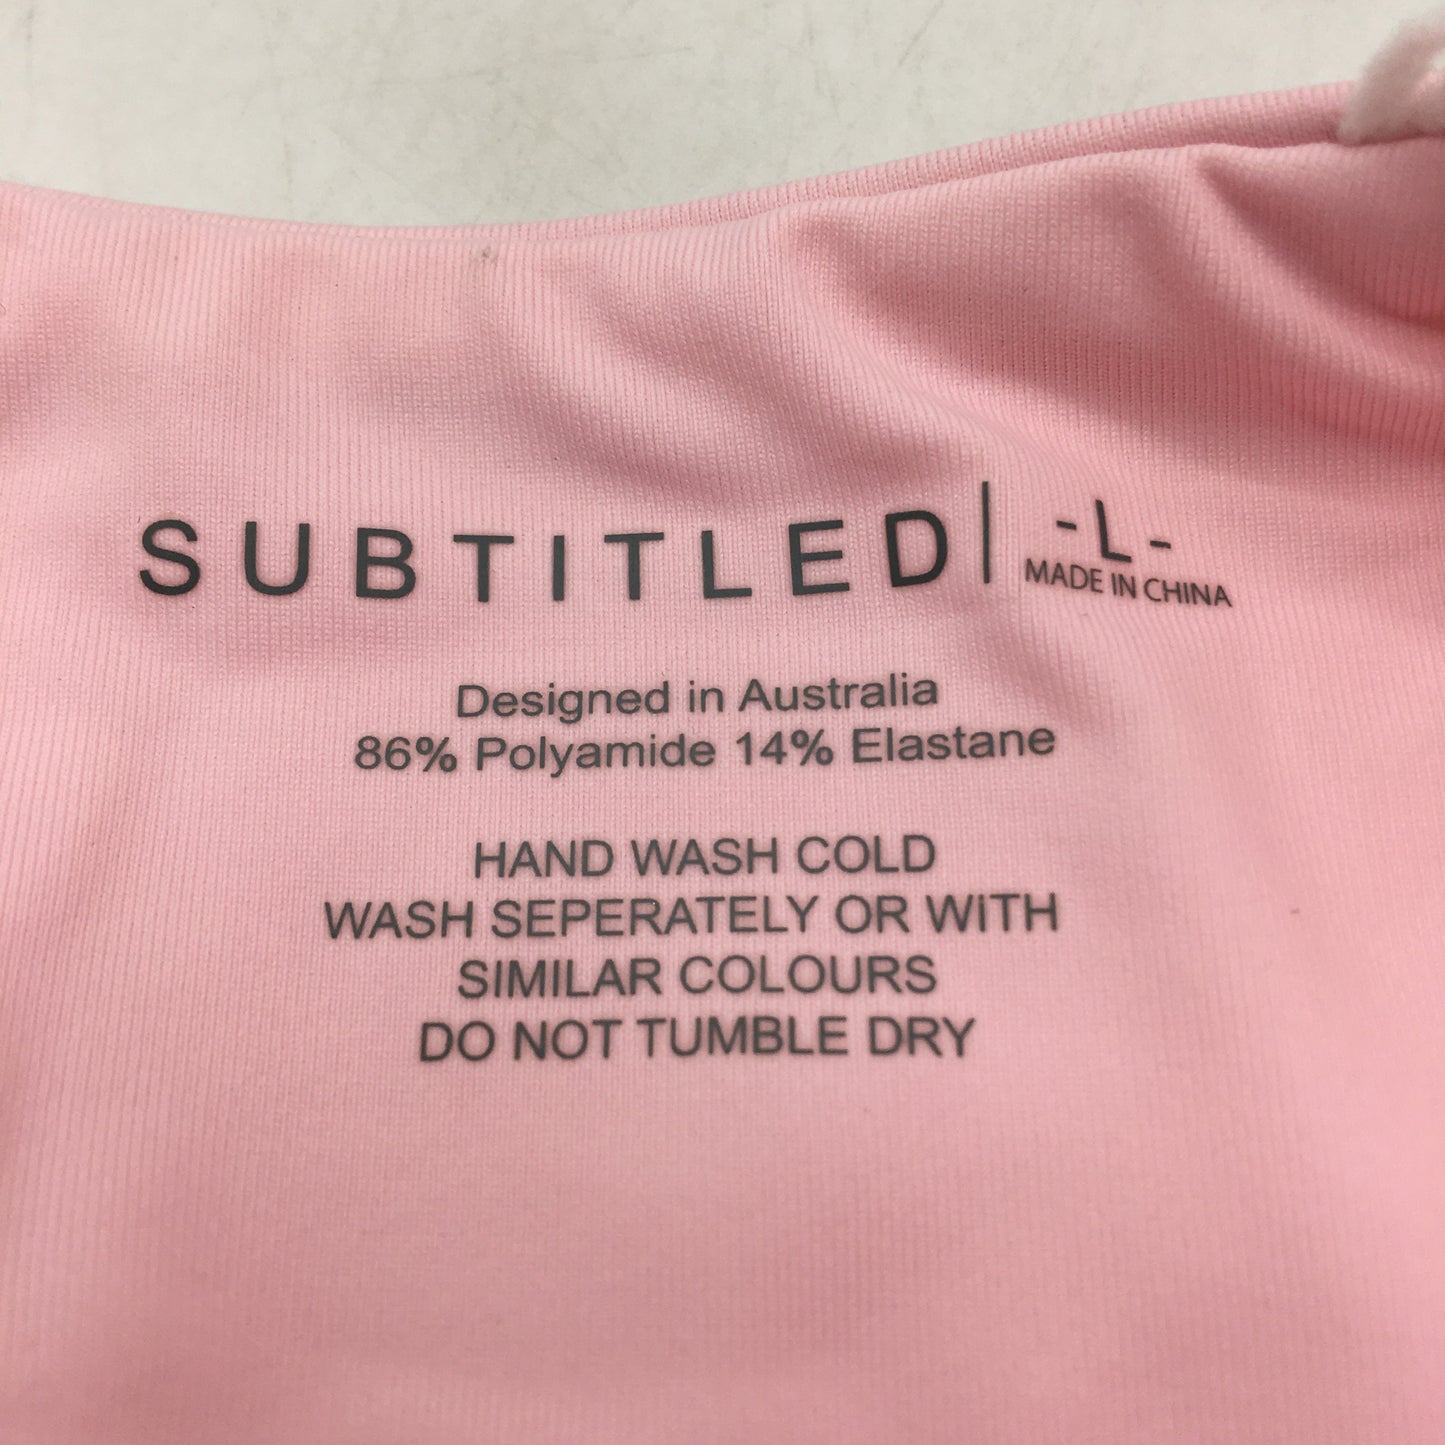 SUBTITLED | - L -
MADE IN CHINA
Designed in Australia
86% Polyamide 14% Elastane
HAND WASH COLD
WASH SEPERATELY OR WiTH
SIMILAR COLOURS
DO NOT TUMBLE DRY